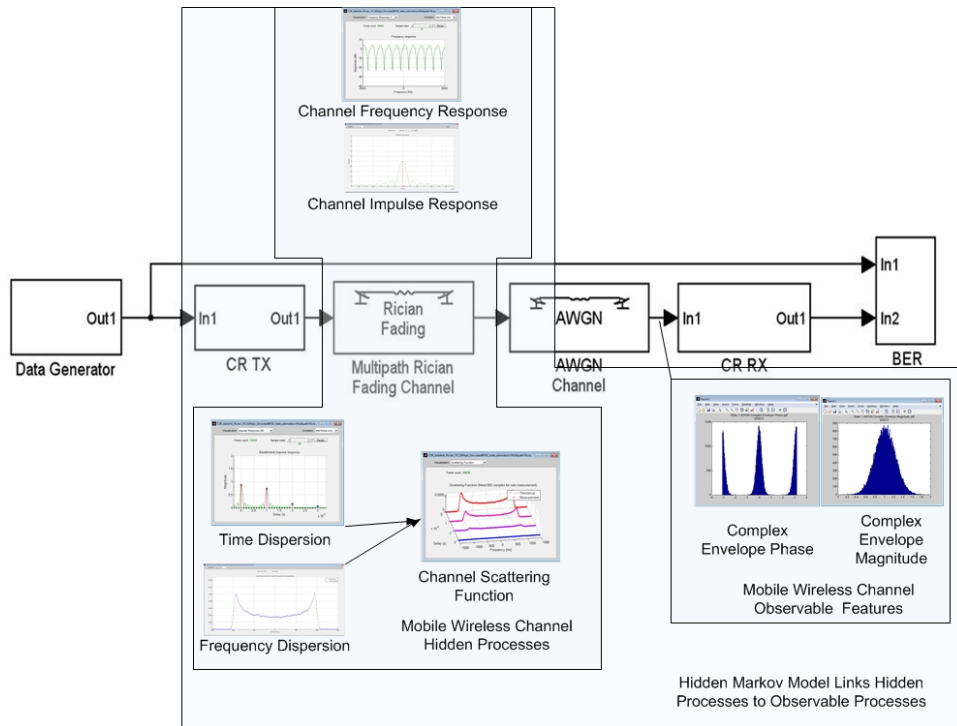 Channel Frequency Response
Channel Impulse Response
Data Generator
Out1
In1
Out1
CR TX
Rician
Fading
Multipath Rician
Fading Channel
AWGN
AWGN
Channel
In1
Out1
CR RX
In1
In2
BER
Time Dispersion
Frequency Dispersion
Channel Scattering
Function
Mobile Wireless Channel
Hidden Processes
Complex
Envelope Phase
Complex
Envelope
Magnitude
Mobile Wireless Channel
Observable Features
Hidden Markov Model Links Hidden
Processes to Observable Processes